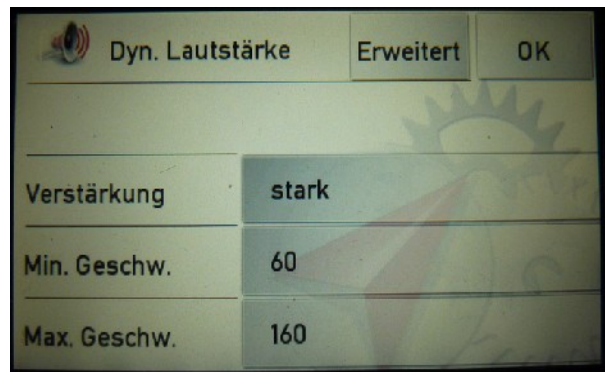 Dyn. Lautstärke Erweitert OK
Verstärkung stark
Min. Geschw. 60
Max. Geschw. 160